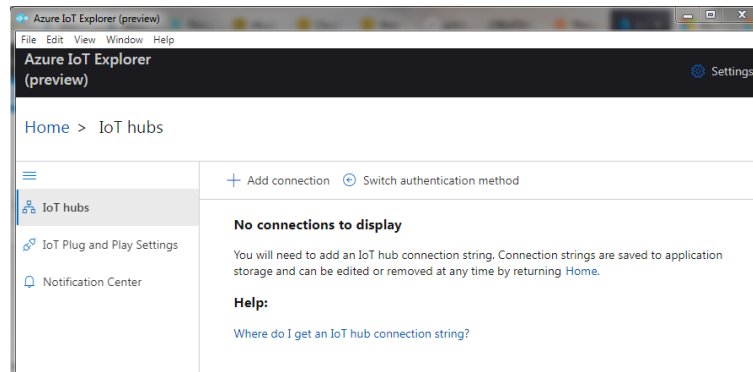 Azure IoT Explorer (preview)
File Edit View Window Help
Azure IoT Explorer
(preview)
Settings
Home > IoT hubs
Add connection Switch authentication method
IoT hubs
No connections to display
IoT Plug and Play Settings
You will need to add an IoT hub connection string. Connection strings are saved to application
storage and can be edited or removed at any time by returning Home.
Notification Center
Help:
Where do I get an IoT hub connection string?